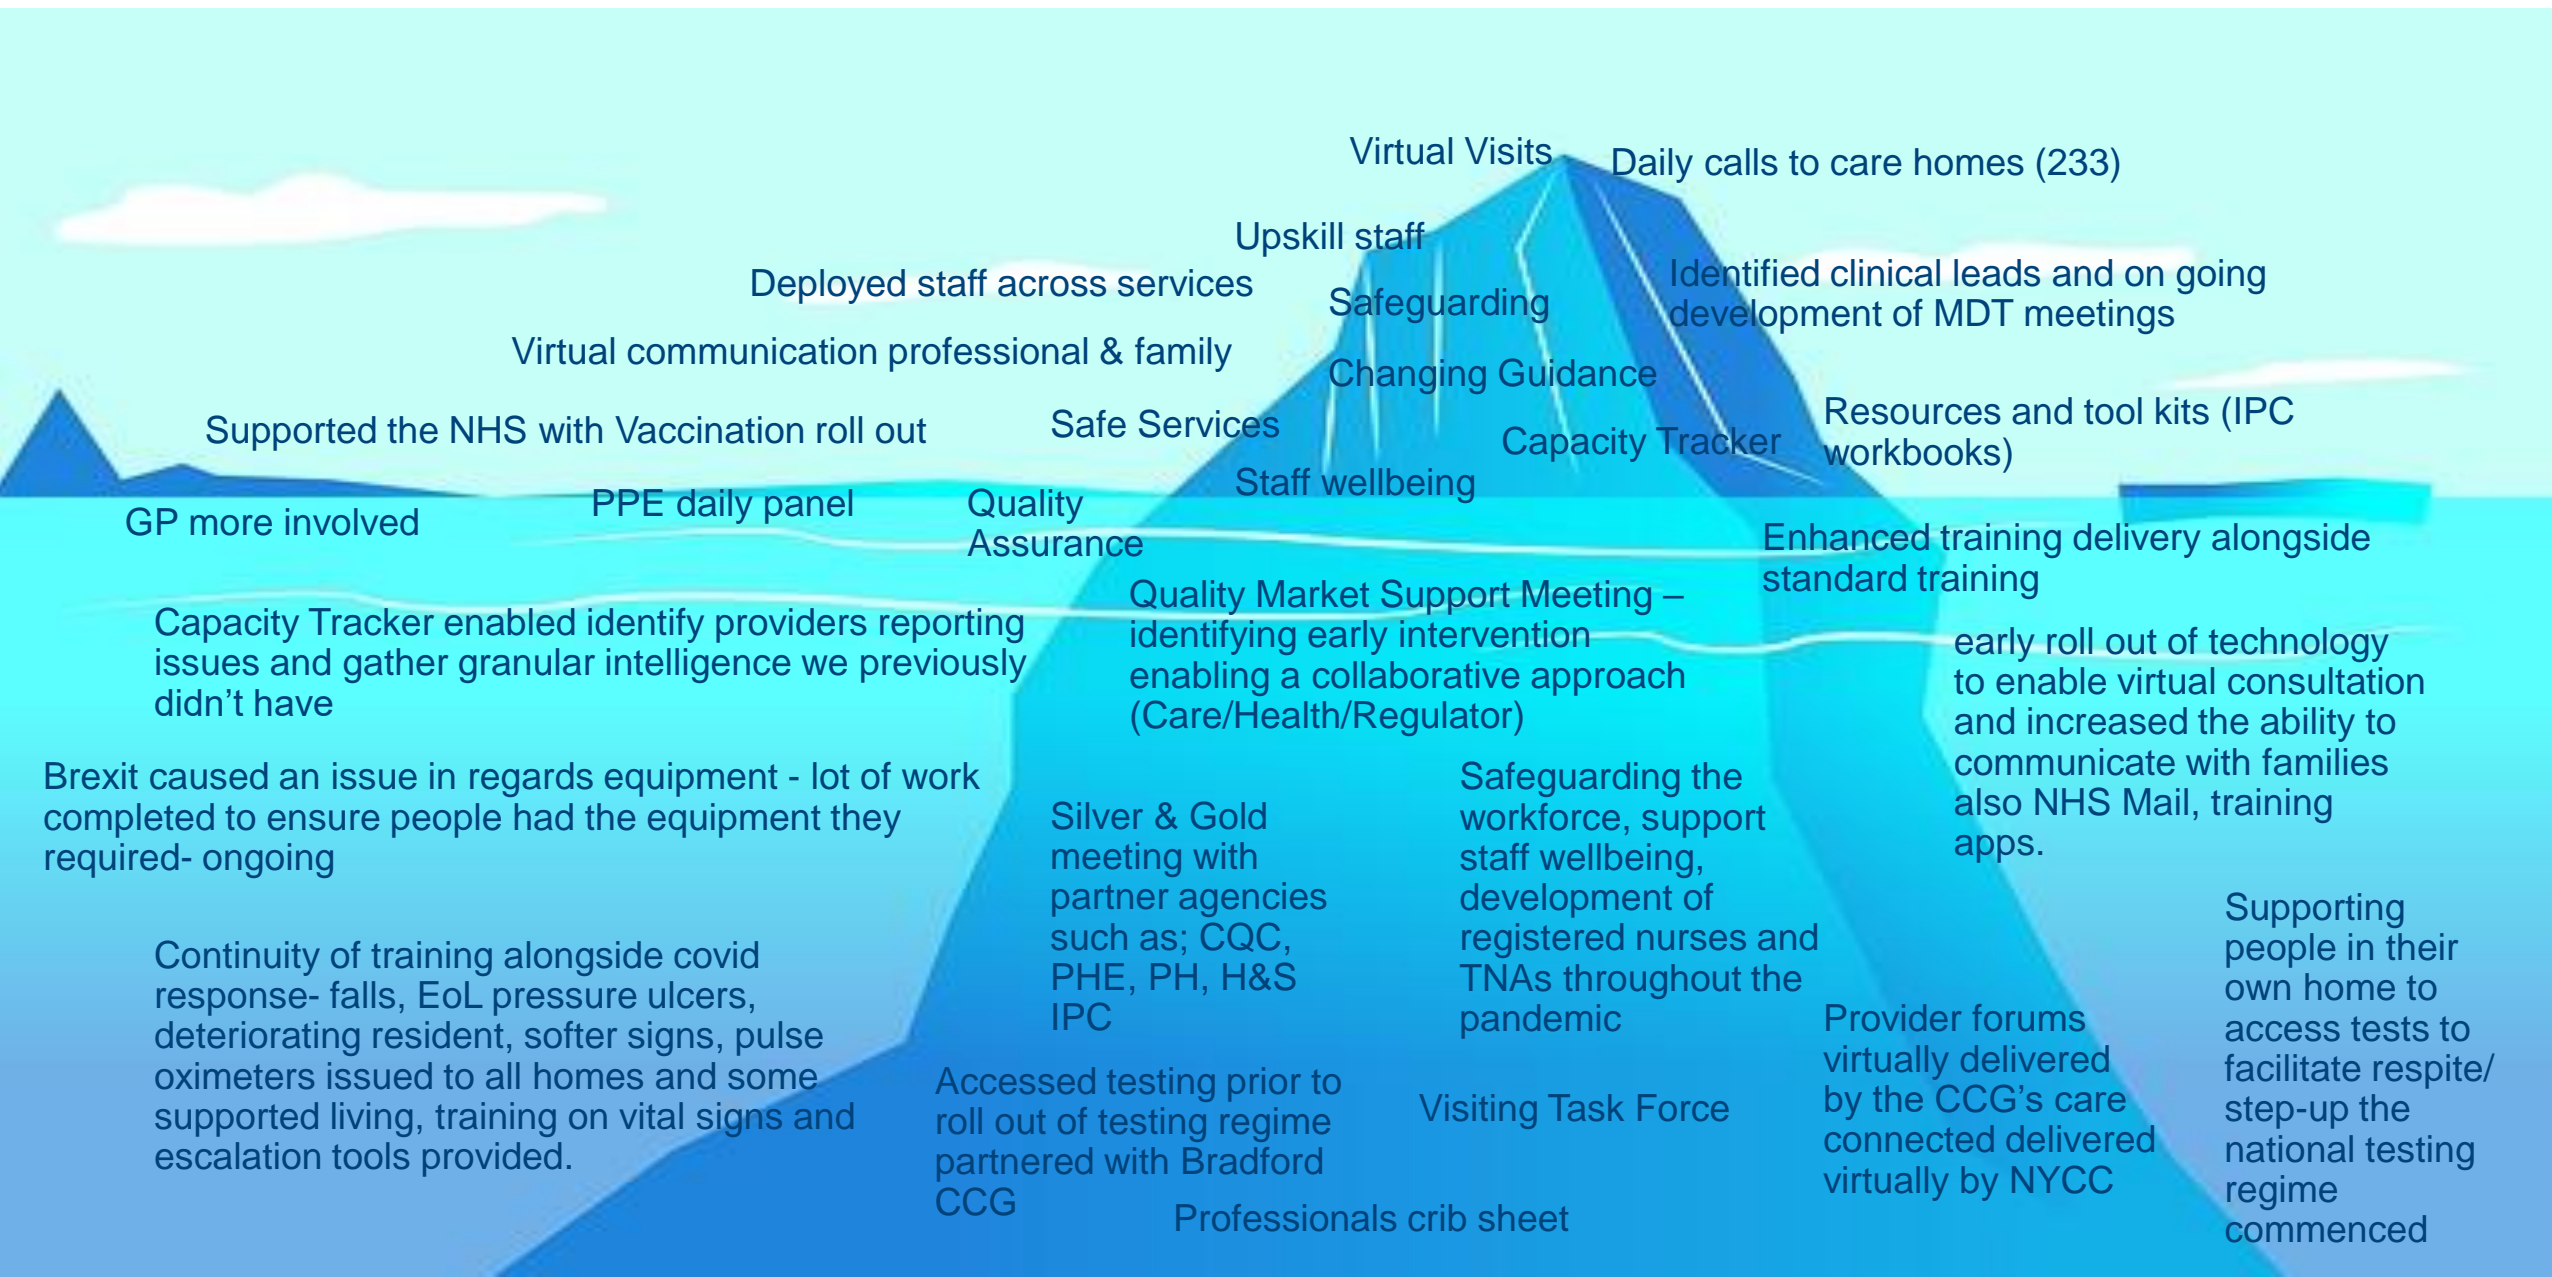 Virtual Visits
Daily calls to care homes (233)
Upskill staff
Deployed staff across services
Safeguarding
Identified clinical leads and on going
development of MDT meetings
Virtual communication professional & family
Changing Guidance
Supported the NHS with Vaccination roll out
Safe Services
Capacity Tracker
Resources and tool kits (IPC
workbooks)
Staff wellbeing
GP more involved
PPE daily panel
Quality
Assurance
Enhanced training delivery alongside
standard training
Capacity Tracker enabled identify providers reporting
issues and gather granular intelligence we previously
didn't have
Quality Market Support Meeting –
identifying early intervention
enabling a collaborative approach
(Care/Health/Regulator)
early roll out of technology
to enable virtual consultation
and increased the ability to
communicate with families
also NHS Mail, training
apps.
Brexit caused an issue in regards equipment - lot of work
completed to ensure people had the equipment they
required- ongoing
Silver & Gold
meeting with
partner agencies
such as; CQC,
PHE, PH, H&S
IPC
Safeguarding the
workforce, support
staff wellbeing,
development of
registered nurses and
TNAs throughout the
pandemic
Supporting
people in their
own home to
access tests to
facilitate respite/
step-up the
national testing
regime
commenced
Continuity of training alongside covid
response- falls, EoL pressure ulcers,
deteriorating resident, softer signs, pulse
oximeters issued to all homes and some
supported living, training on vital signs and
escalation tools provided.
Accessed testing prior to
roll out of testing regime
partnered with Bradford
CCG
Visiting Task Force
Provider forums
virtually delivered
by the CCG's care
connected delivered
virtually by NYCC
Professionals crib sheet